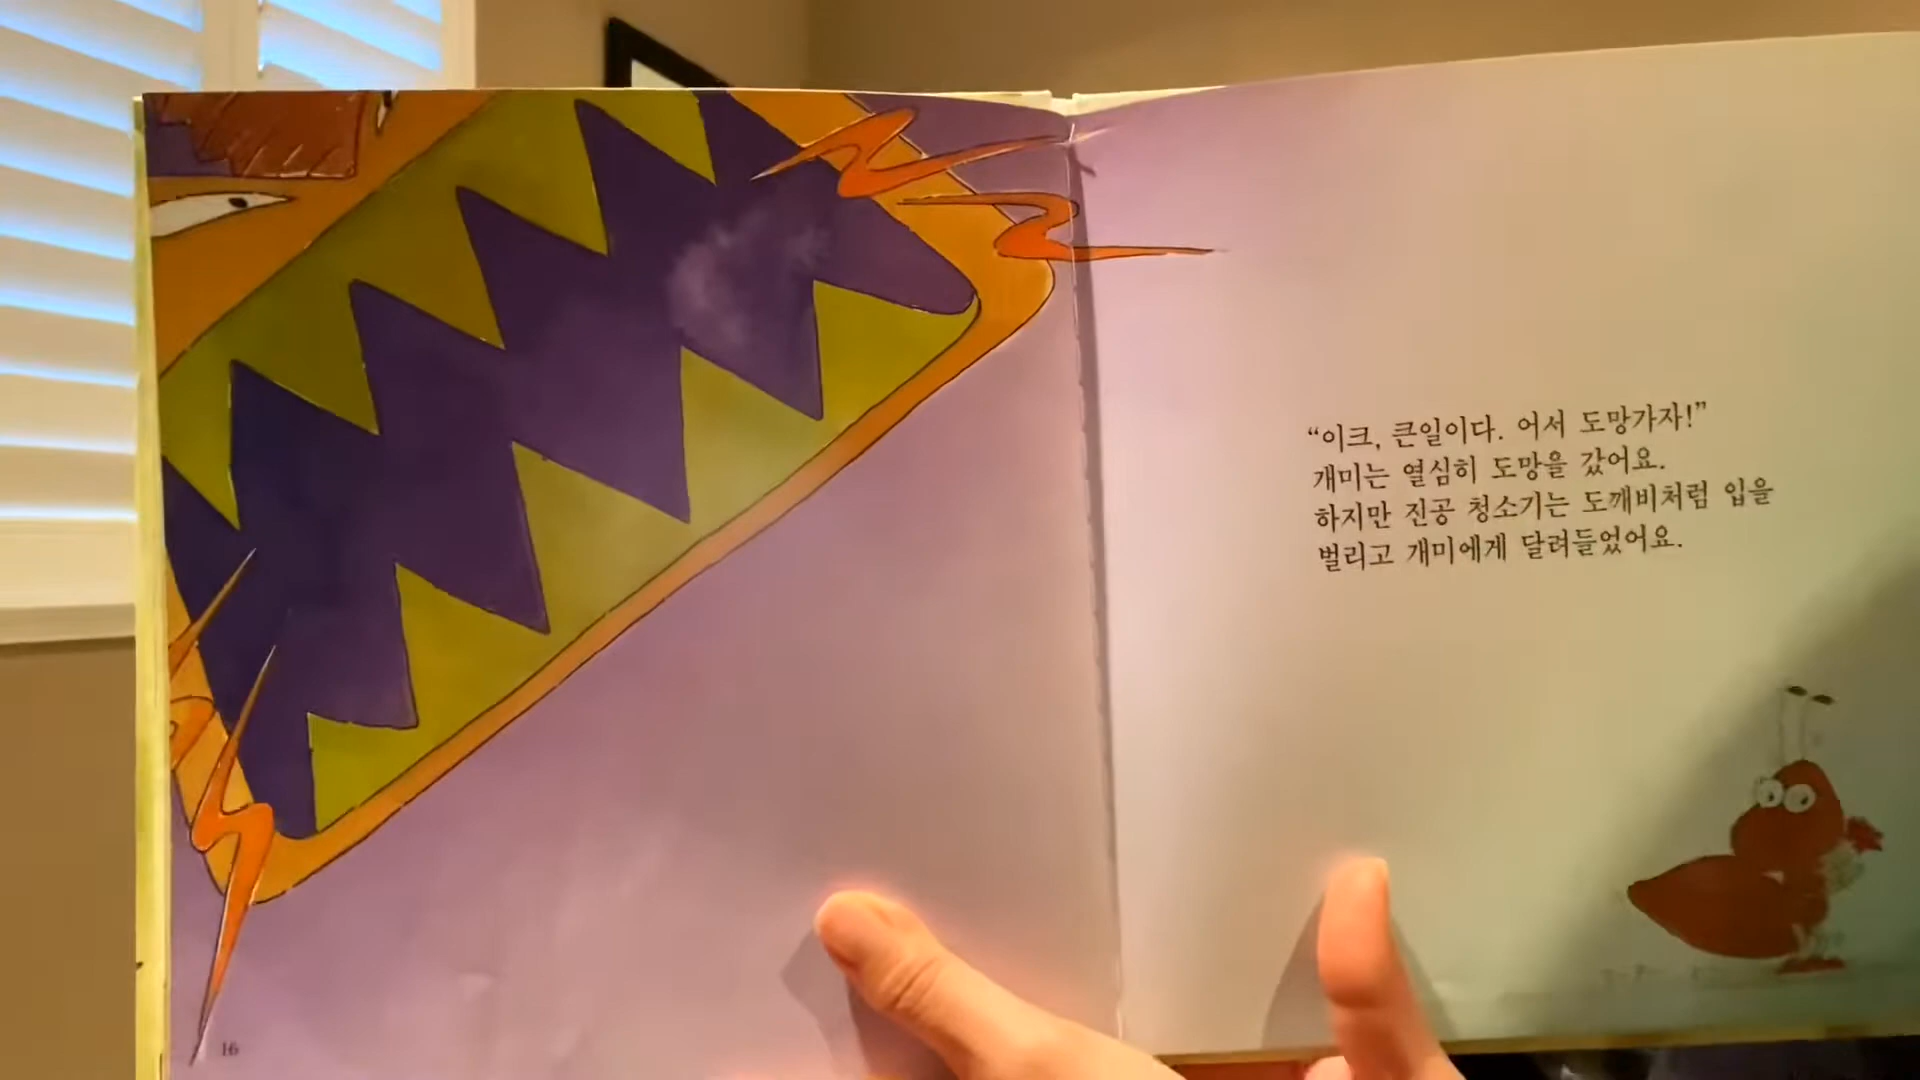 “이크, 큰일이다. 어서 도망가자!”
개미는 열심히 도망을 갔어요.
하지만 진공 청소기는 도깨비처럼 입을
벌리고 개미에게 달려들었어요.
16